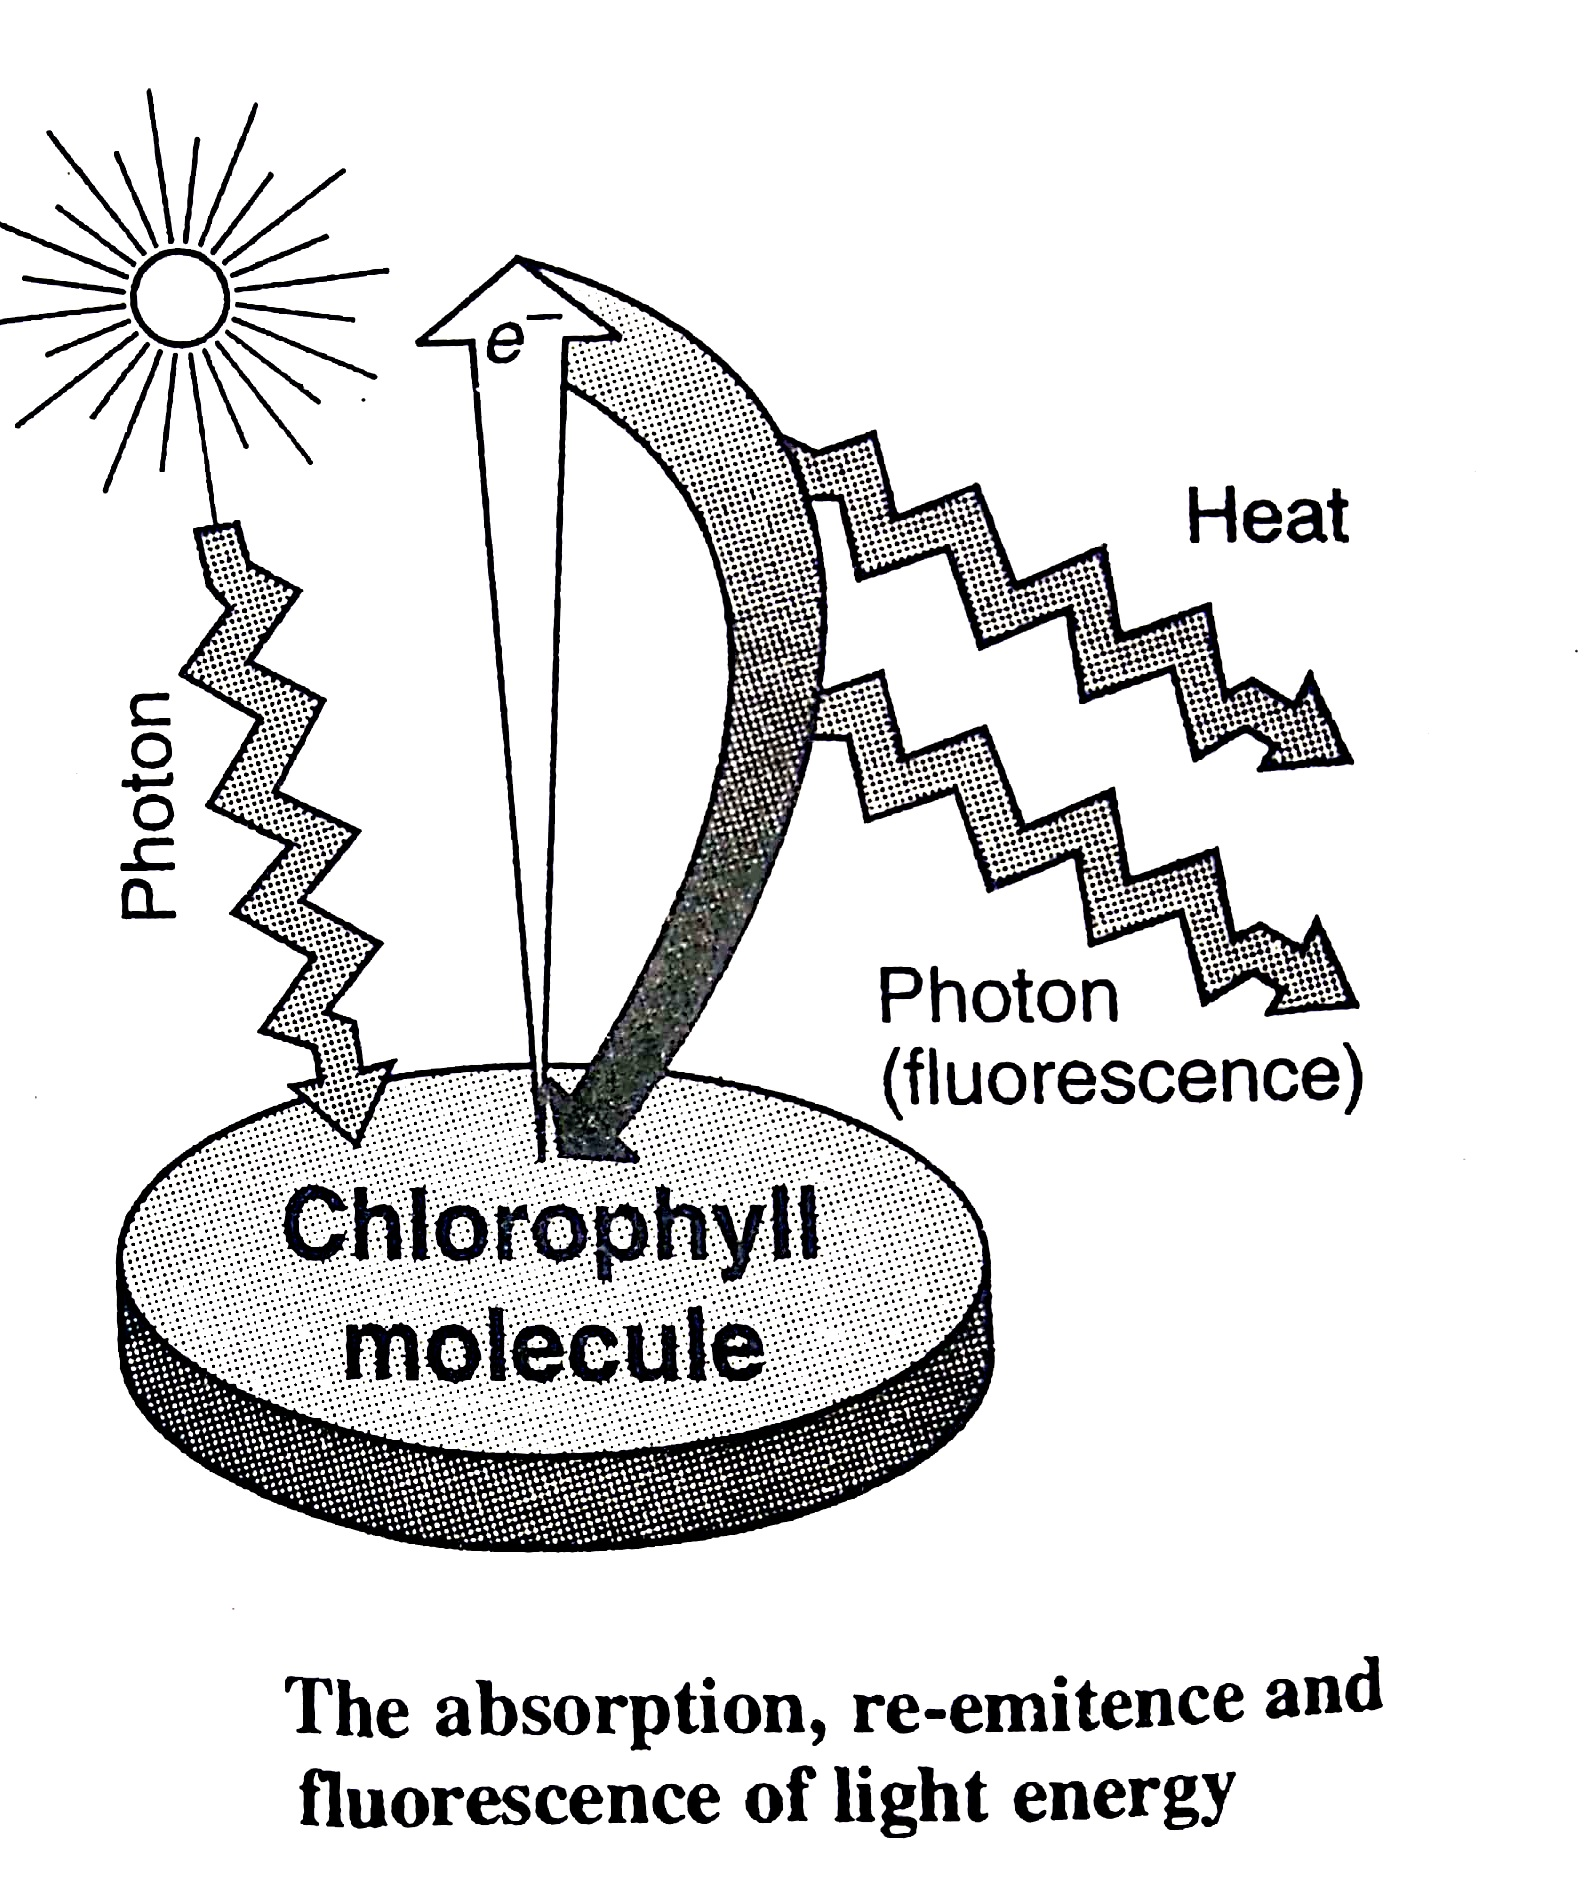 e⁻
Heat
Photon
Photon
(fluorescence)
Chlorophyll
molecule
The absorption, re-emitence and
fluorescence of light energy